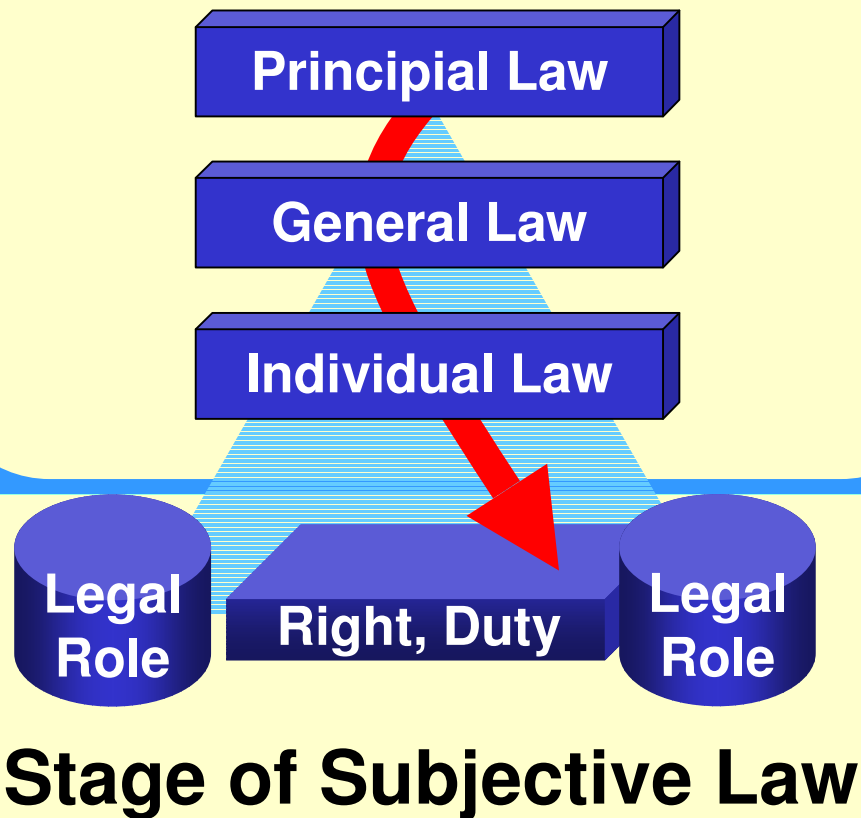 Principial Law
General Law
Individual Law
Legal
Role
Right, Duty
Legal
Role
Stage of Subjective Law